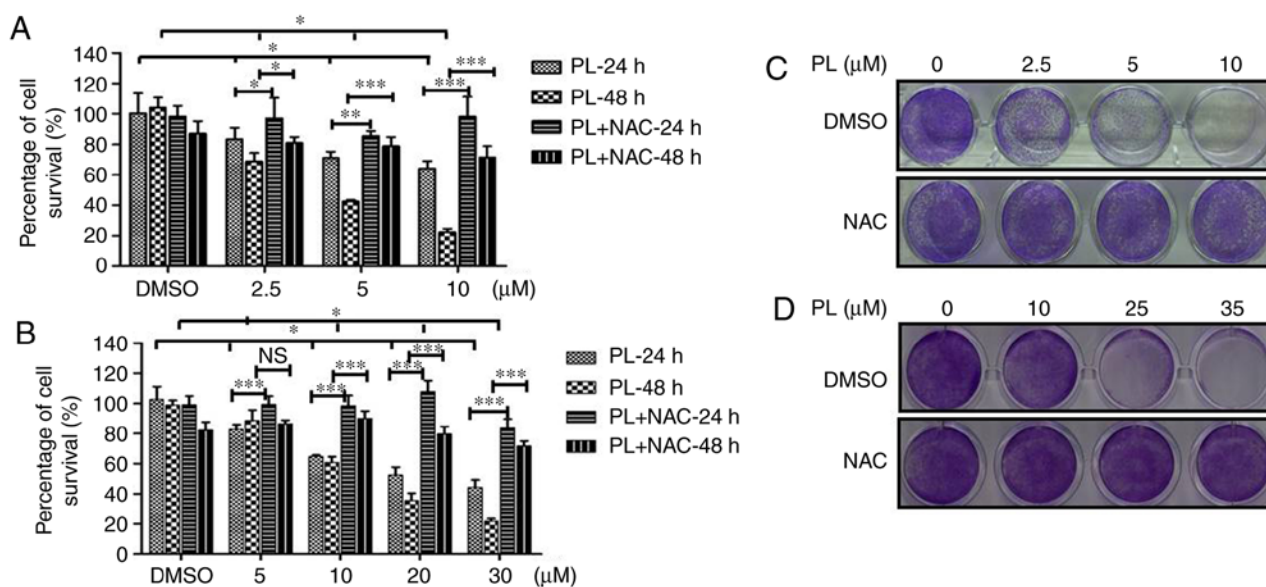 A
Percentage of cell
survival (%)
140
120
100
80
60
40
20
0
DMSO 2.5 5 10 (μM)
*
*
*
*
**
***
***
***
PL-24 h
PL-48 h
PL+NAC-24 h
PL+NAC-48 h
B
Percentage of cell
survival (%)
140
120
100
80
60
40
20
0
DMSO 5 10 20 30 (μM)
*
*
NS
***
***
***
***
***
***
***
PL-24 h
PL-48 h
PL+NAC-24 h
PL+NAC-48 h
C
PL (μM) 0 2.5 5 10
DMSO
NAC
D
PL (μM) 0 10 25 35
DMSO
NAC